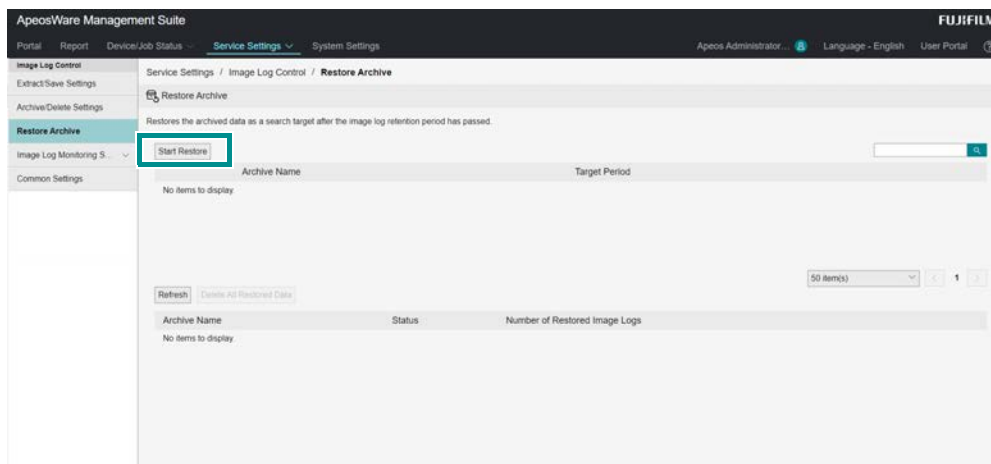 ApeosWare Management Suite
FUJIFILM
Portal Report Device/Job Status Service Settings System Settings Apeos Administrator... Language - English User Portal
Image Log Control
Extract/Save Settings
Archive/Delete Settings
Restore Archive
Image Log Monitoring S...
Common Settings
Service Settings / Image Log Control / Restore Archive
Restore Archive
Restores the archived data as a search target after the image log retention period has passed.
Start Restore
Archive Name Target Period
No items to display.
50 item(s) < 1 >
Refresh Delete All Restored Data
Archive Name Status Number of Restored Image Logs
No items to display.